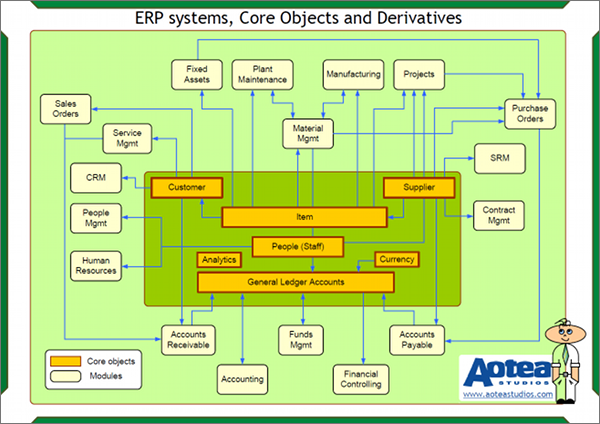 ERP systems, Core Objects and Derivatives
Fixed
Assets
Plant
Maintenance
Manufacturing
Projects
Sales
Orders
Purchase
Orders
Service
Mgmt
Material
Mgmt
SRM
CRM
Customer
Supplier
People
Mgmt
Item
Contract
Mgmt
People (Staff)
Human
Resources
Analytics
Currency
General Ledger Accounts
Accounts
Receivable
Funds
Mgmt
Accounts
Payable
Core objects
Modules
Accounting
Financial
Controlling
Aotea
STUDIOS
www.aoteastudios.com